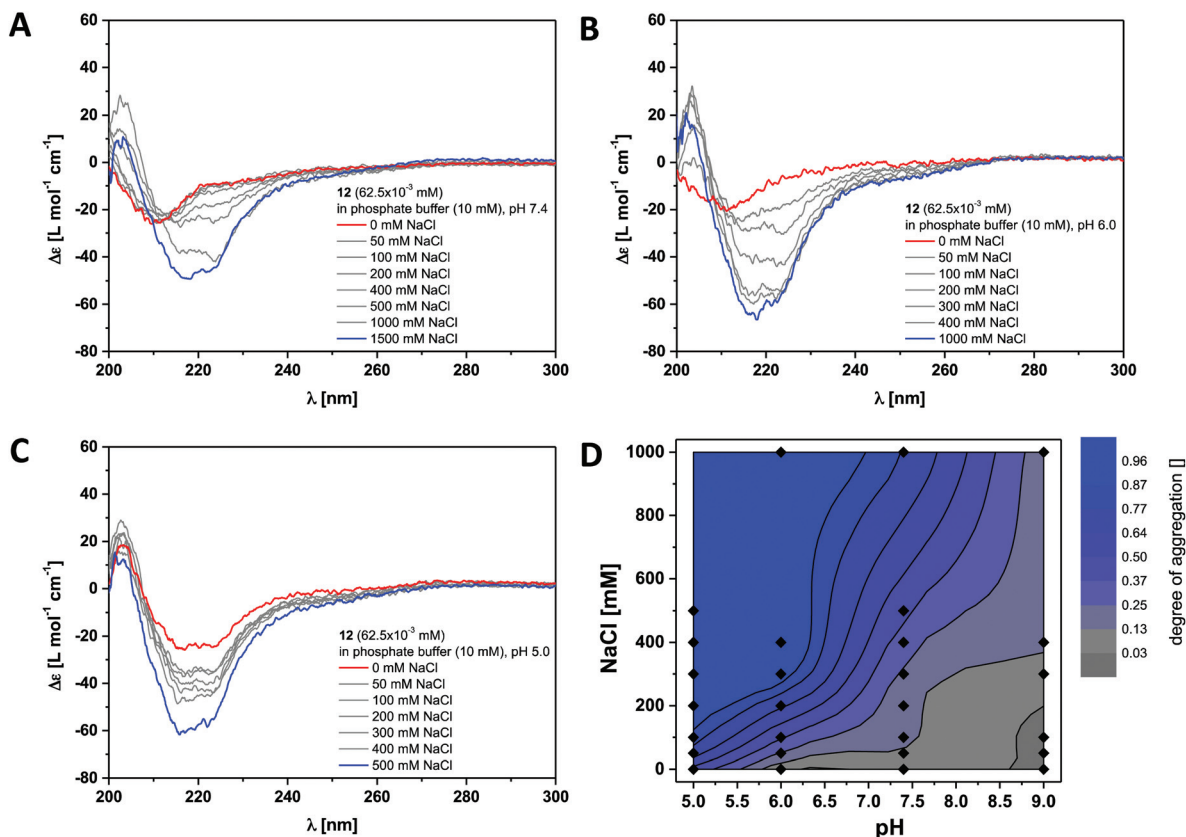 A
60
40
20
0
-20
-40
-60
-80
200
220
240
260
280
300
Δε [L mol⁻¹ cm⁻¹]
λ [nm]
12 (62.5x10⁻³ mM)
in phosphate buffer (10 mM), pH 7.4
0 mM NaCl
50 mM NaCl
100 mM NaCl
200 mM NaCl
400 mM NaCl
500 mM NaCl
1000 mM NaCl
1500 mM NaCl
B
60
40
20
0
-20
-40
-60
-80
200
220
240
260
280
300
Δε [L mol⁻¹ cm⁻¹]
λ [nm]
12 (62.5x10⁻³ mM)
in phosphate buffer (10 mM), pH 6.0
0 mM NaCl
50 mM NaCl
100 mM NaCl
200 mM NaCl
300 mM NaCl
400 mM NaCl
1000 mM NaCl
C
60
40
20
0
-20
-40
-60
-80
200
220
240
260
280
300
Δε [L mol⁻¹ cm⁻¹]
λ [nm]
12 (62.5x10⁻³ mM)
in phosphate buffer (10 mM), pH 5.0
0 mM NaCl
50 mM NaCl
100 mM NaCl
200 mM NaCl
300 mM NaCl
400 mM NaCl
500 mM NaCl
D
1000
800
600
400
200
0
5.0
5.5
6.0
6.5
7.0
7.5
8.0
8.5
9.0
NaCl [mM]
pH
0.96
0.87
0.77
0.64
0.50
0.37
0.25
0.13
0.03
degree of aggregation []